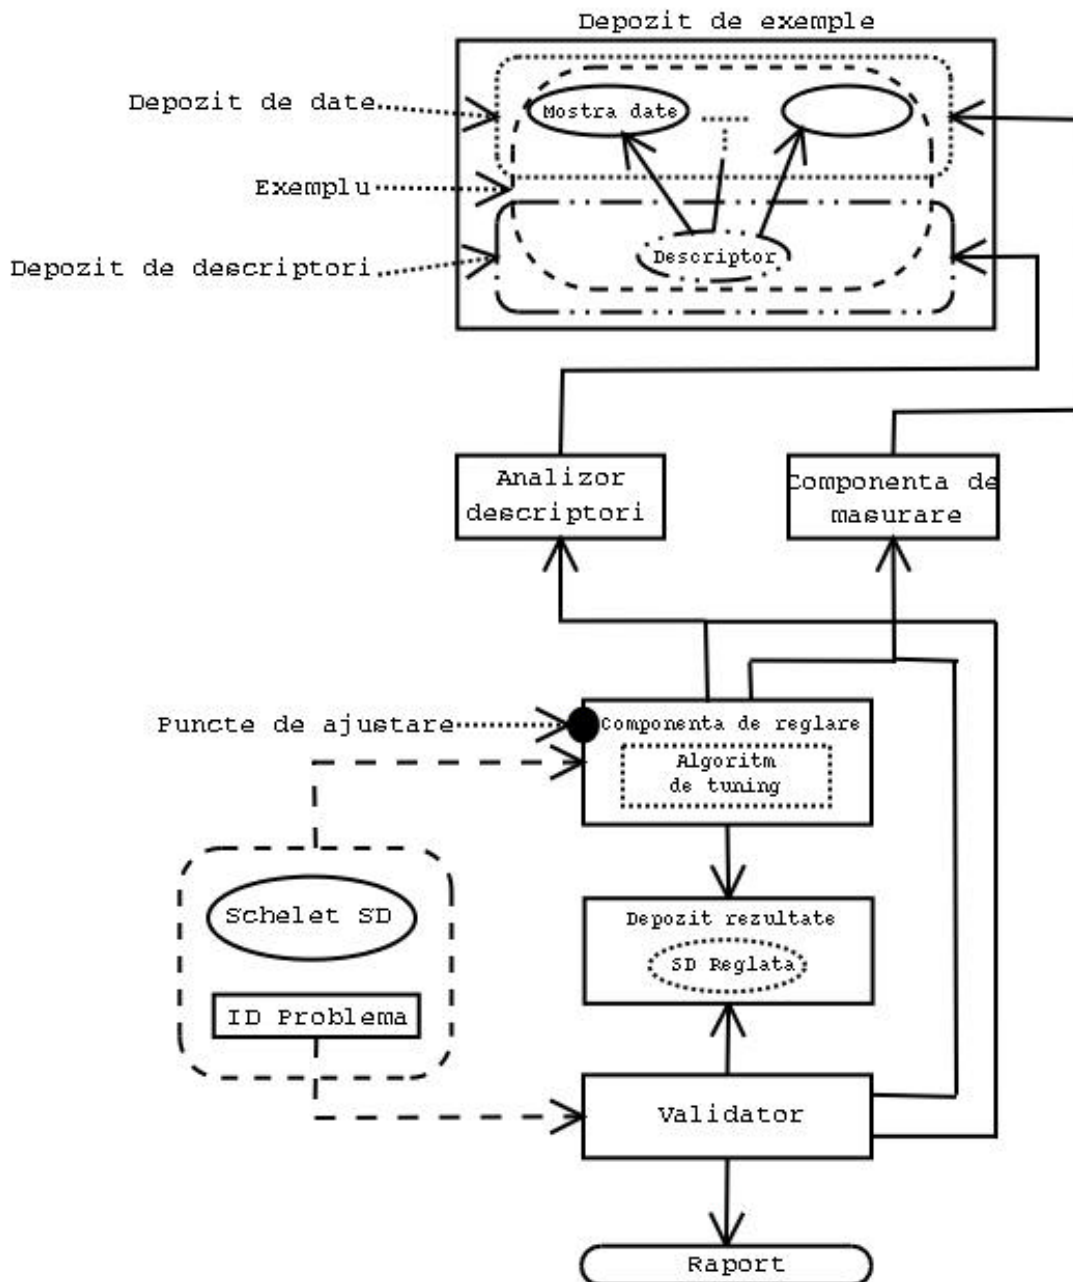 Depozit de exemple
Depozit de date
Mostra date
Exemplu
Descriptor
Depozit de descriptori
Analizor
descriptori
Componenta de
masurare
Puncte de ajustare
Componenta de reglare
Algoritm
de tuning
Schelet SD
Depozit rezultate
SD Reglata
ID Problema
Validator
Raport